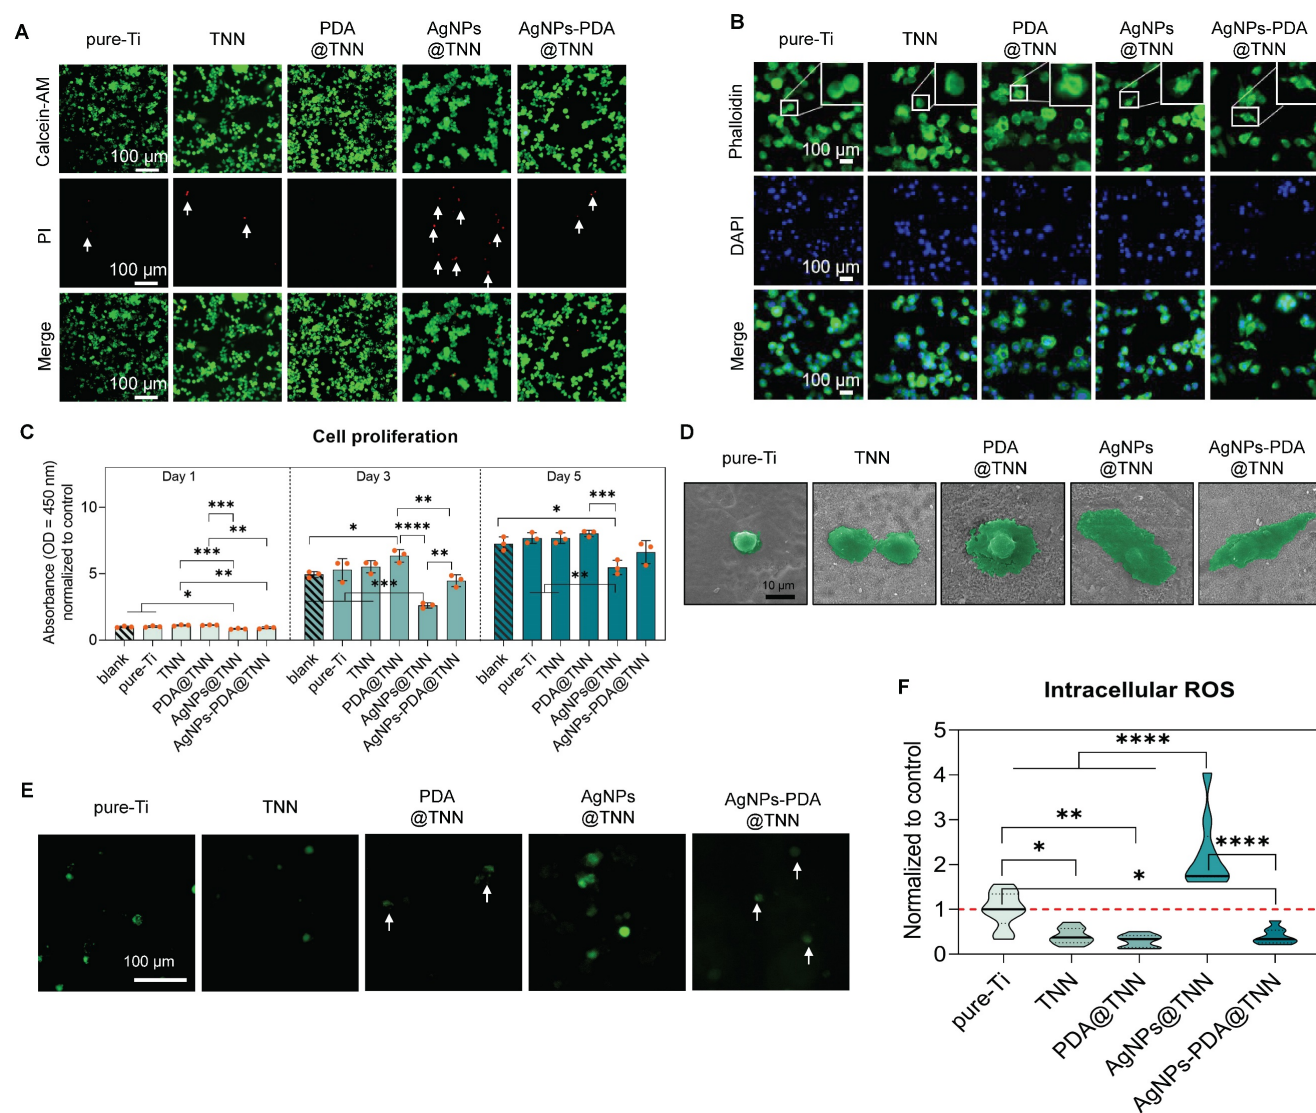 A
pure-Ti TNN PDA @TNN AgNPs @TNN AgNPs-PDA @TNN
Calcein-AM
100 µm
PI
100 µm
Merge
100 µm
B
pure-Ti TNN PDA @TNN AgNPs @TNN AgNPs-PDA @TNN
Phalloidin
100 µm
DAPI
100 µm
Merge
100 µm
C
Cell proliferation
Absorbance (OD = 450 nm)
normalized to control
Day 1 Day 3 Day 5
10
5
0
*** ** *** ** *
* ** **** ** ***
* *** **
blank pure-Ti TNN PDA@TNN AgNPs@TNN AgNPs-PDA@TNN
blank pure-Ti TNN PDA@TNN AgNPs@TNN AgNPs-PDA@TNN
blank pure-Ti TNN PDA@TNN AgNPs@TNN AgNPs-PDA@TNN
D
pure-Ti TNN PDA @TNN AgNPs @TNN AgNPs-PDA @TNN
10 µm
E
pure-Ti TNN PDA @TNN AgNPs @TNN AgNPs-PDA @TNN
100 µm
F
Intracellular ROS
Normalized to control
5
4
3
2
1
0
****
**
* ****
*
pure-Ti TNN PDA@TNN AgNPs@TNN AgNPs-PDA@TNN